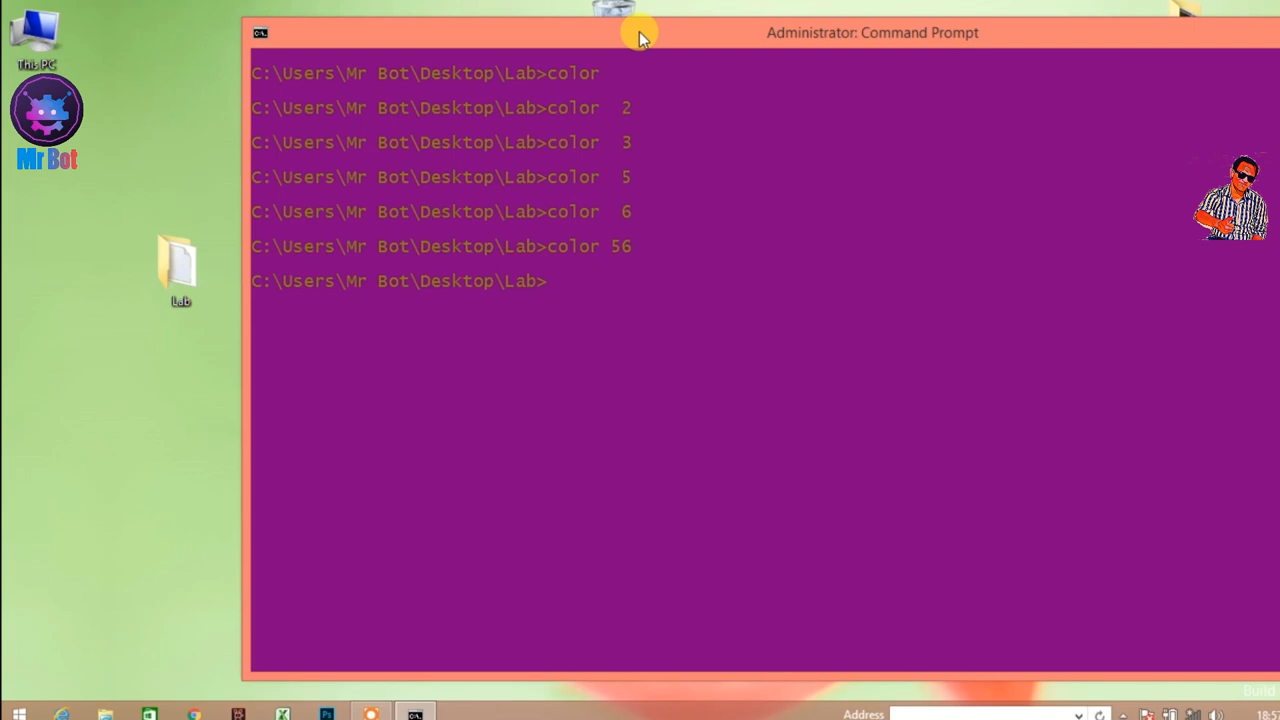 This PC
Mr Bot
Lab
Administrator: Command Prompt
C:\Users\Mr Bot\Desktop\Lab>color
C:\Users\Mr Bot\Desktop\Lab>color  2
C:\Users\Mr Bot\Desktop\Lab>color  3
C:\Users\Mr Bot\Desktop\Lab>color  5
C:\Users\Mr Bot\Desktop\Lab>color  6
C:\Users\Mr Bot\Desktop\Lab>color 56
C:\Users\Mr Bot\Desktop\Lab>
Build
Address